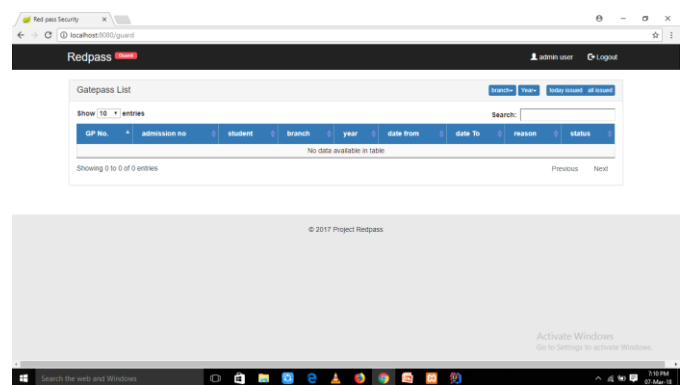 Red pass Security
localhost:8080/guard
Redpass Guard admin user Logout
Gatepass List branch Year today issued all issued
Show 10 entries Search:
GP No. admission no student branch year date from date To reason status
No data available in table
Showing 0 to 0 of 0 entries Previous Next
© 2017 Project Redpass
Activate Windows
Go to Settings to activate Windows.
Search the web and Windows 7:10 PM
07-Mar-18